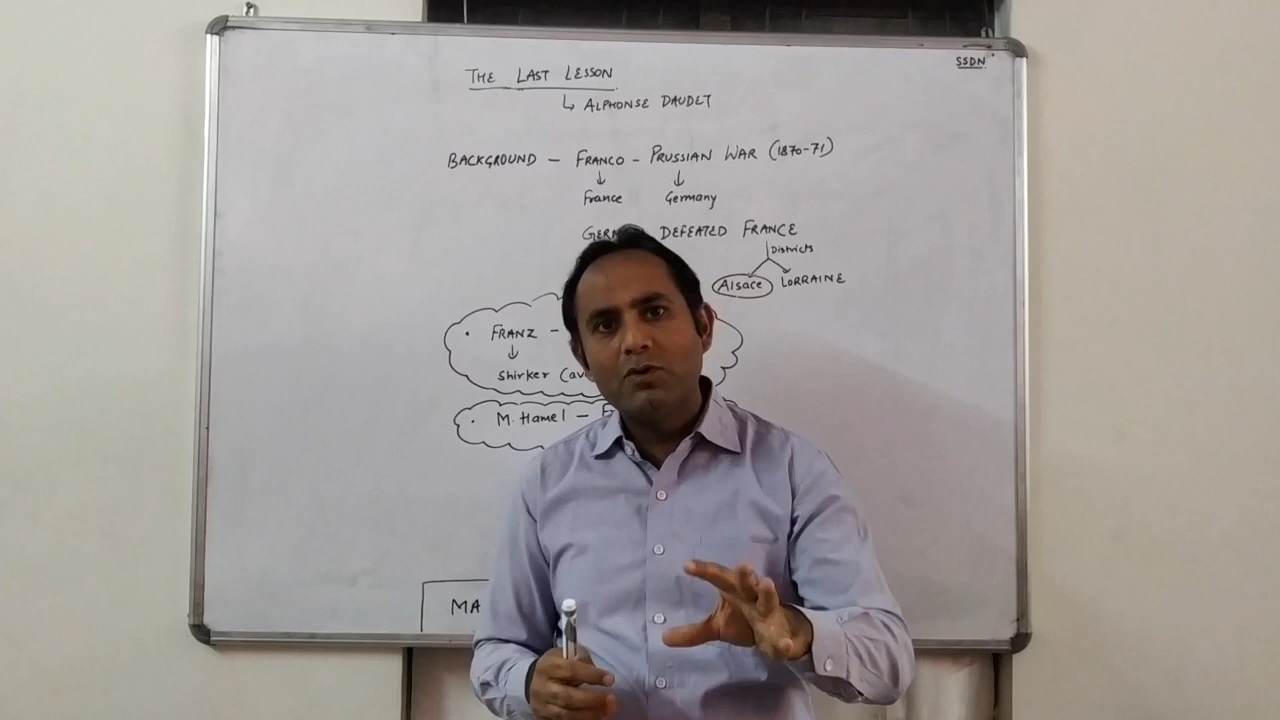 SSDN
THE LAST LESSON
↳ ALPHONSE DAUDET
BACKGROUND – FRANCO – PRUSSIAN WAR (1870-71)
↓ ↓
France Germany
DEFEATED FRANCE
Districts
Alsace LORRAINE
• FRANZ –
↓
Shirker
• M. Hamel –